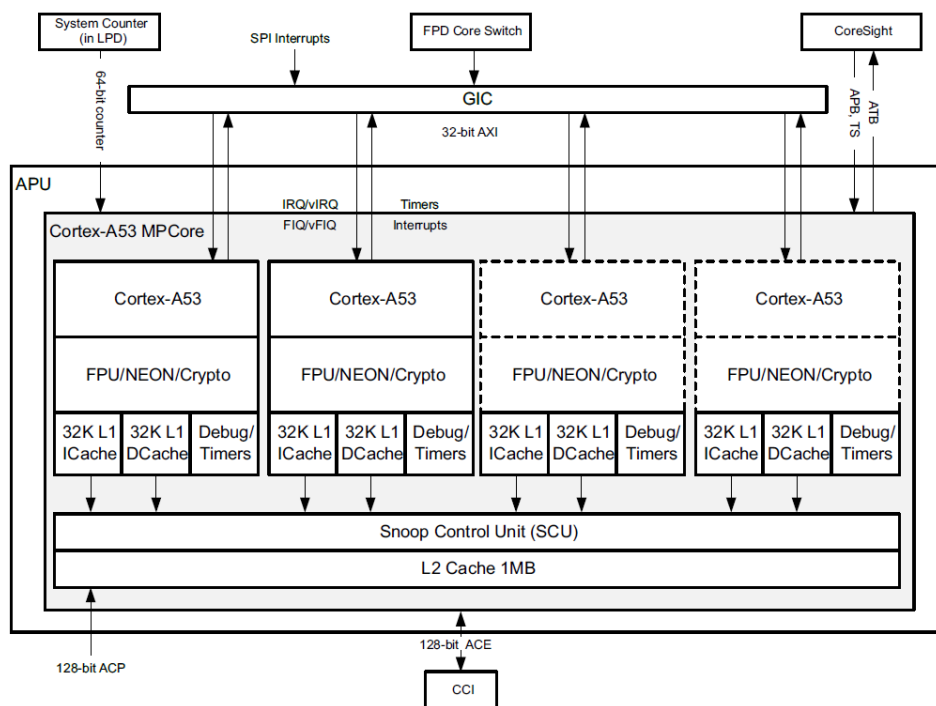 System Counter
(in LPD)
SPI Interrupts
FPD Core Switch
CoreSight
64-bit counter
GIC
32-bit AXI
APB, TS
ATB
APU
IRQ/vIRQ
FIQ/vFIQ
Timers
Interrupts
Cortex-A53 MPCore
Cortex-A53
FPU/NEON/Crypto
32K L1
ICache
32K L1
DCache
Debug/
Timers
Cortex-A53
FPU/NEON/Crypto
32K L1
ICache
32K L1
DCache
Debug/
Timers
Cortex-A53
FPU/NEON/Crypto
32K L1
ICache
32K L1
DCache
Debug/
Timers
Cortex-A53
FPU/NEON/Crypto
32K L1
ICache
32K L1
DCache
Debug/
Timers
Snoop Control Unit (SCU)
L2 Cache 1MB
128-bit ACP
128-bit ACE
CCI